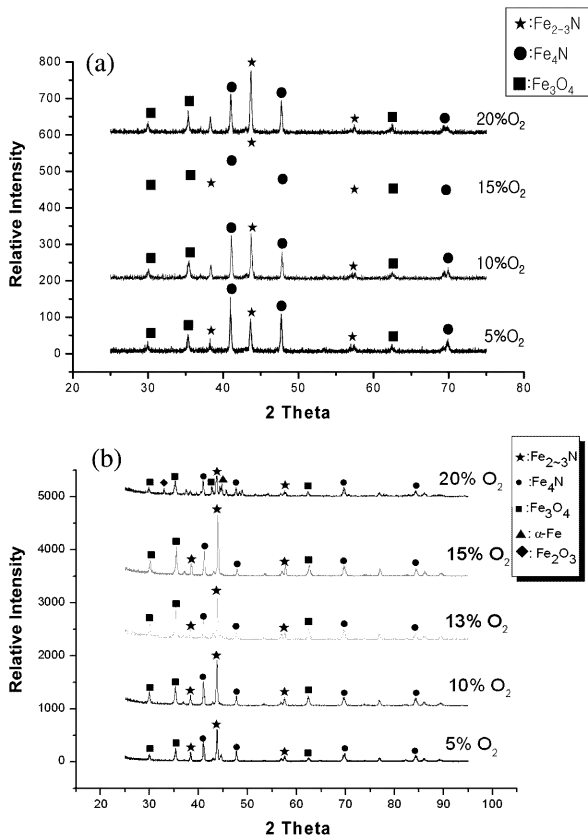 (a)
★:Fe2-3N
●:Fe4N
■:Fe3O4
Relative Intensity
800
700
600
500
400
300
200
100
0
20%O2
15%O2
10%O2
5%O2
20 30 40 50 60 70 80
2 Theta
(b)
★:Fe2~3N
●:Fe4N
■:Fe3O4
▲: α-Fe
◆:Fe2O3
Relative Intensity
5000
4000
3000
2000
1000
0
20% O2
15% O2
13% O2
10% O2
5% O2
20 30 40 50 60 70 80 90 100
2 Theta